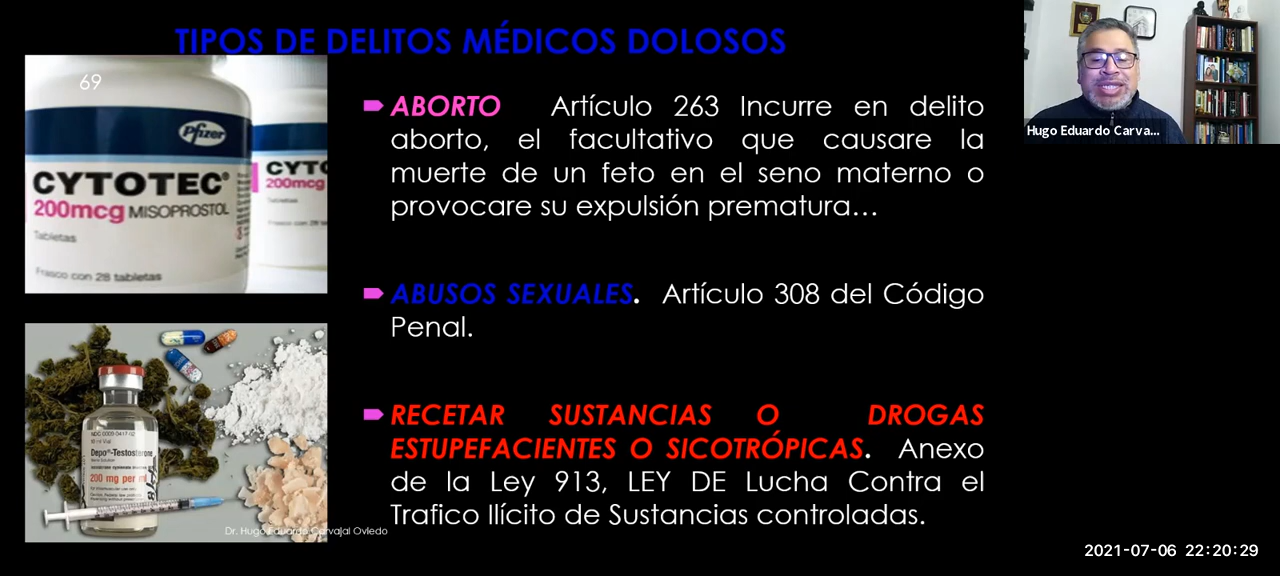 TIPOS DE DELITOS MÉDICOS DOLOSOS
69
Pfizer
CYTOTEC®
200mcg MISOPROSTOL
Tabletas
Frasco con 28 tabletas
CYT
200mcg
ABORTO Artículo 263 Incurre en delito
aborto, el facultativo que causare la
muerte de un feto en el seno materno o
provocare su expulsión prematura…
ABUSOS SEXUALES. Artículo 308 del Código
Penal.
RECETAR SUSTANCIAS O DROGAS
ESTUPEFACIENTES O SICOTRÓPICAS. Anexo
de la Ley 913, LEY DE Lucha Contra el
Trafico Ilícito de Sustancias controladas.
Depo®-Testosterone
200 mg per ml
Dr. Hugo Eduardo Carvajal Oviedo
Hugo Eduardo Carva...
2021-07-06 22:20:29